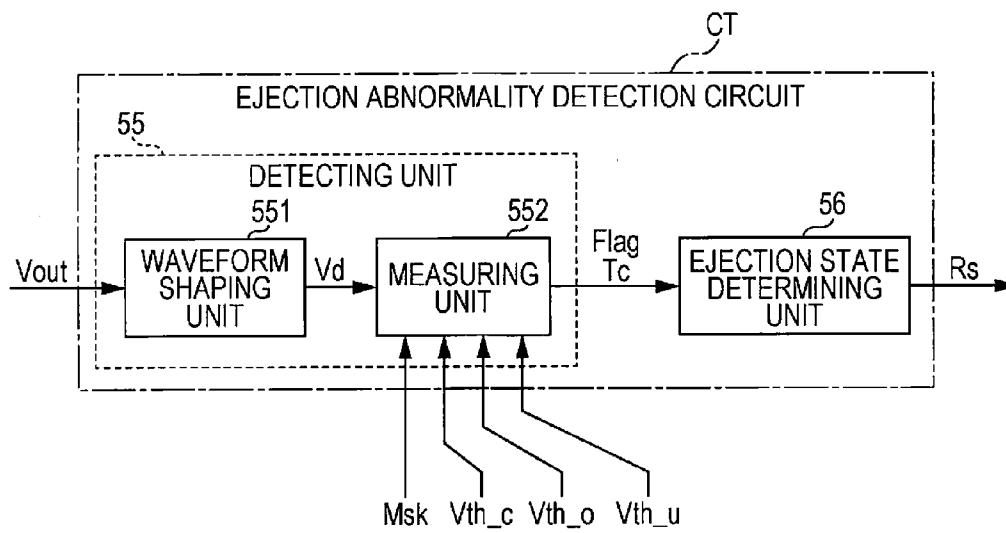 CT
EJECTION ABNORMALITY DETECTION CIRCUIT
55
DETECTING UNIT
551
552
56
Vout
WAVEFORM
SHAPING
UNIT
Vd
MEASURING
UNIT
Flag
Tc
EJECTION STATE
DETERMINING
UNIT
Rs
Msk Vth_c Vth_o Vth_u